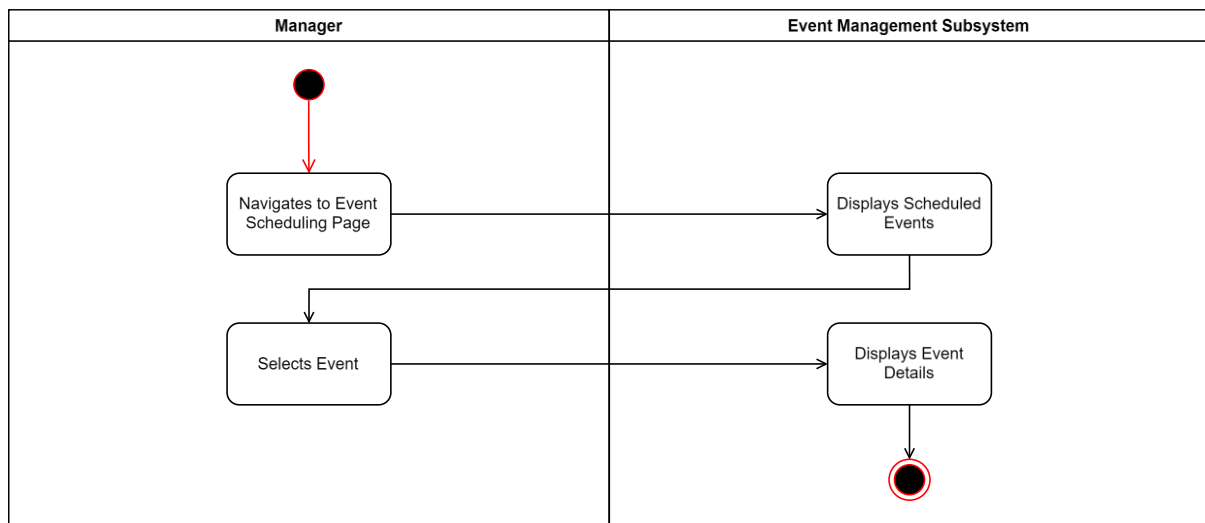 Manager
Event Management Subsystem
Navigates to Event
Scheduling Page
Displays Scheduled
Events
Selects Event
Displays Event
Details